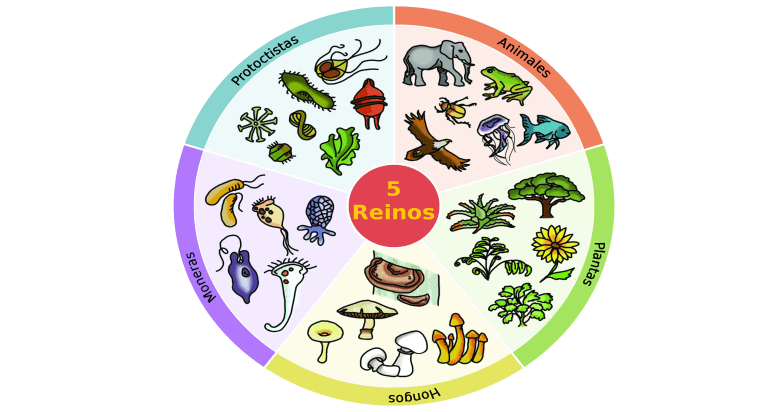 Protoctistas
Animales
5
Reinos
Moneras
Plantas
Hongos